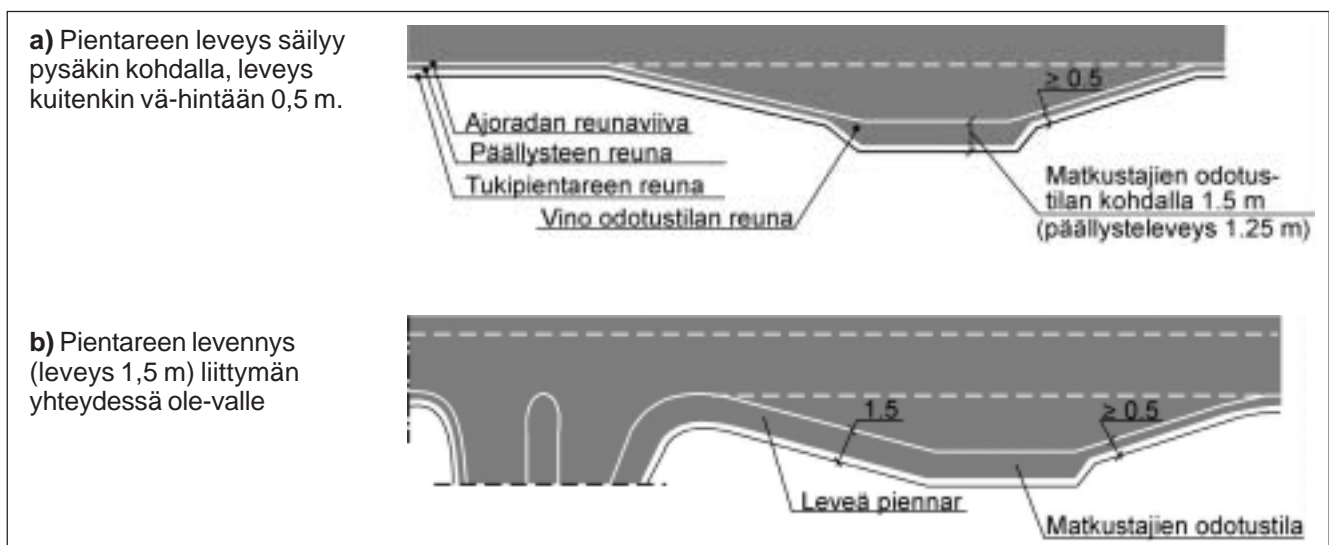 a) Pientareen leveys säilyy
pysäkin kohdalla, leveys
kuitenkin vä-hintään 0,5 m.
≥ 0.5
Ajoradan reunaviiva
Päällysteen reuna
Tukipientareen reuna
Vino odotustilan reuna
Matkustajien odotus-
tilan kohdalla 1.5 m
(päällysteleveys 1.25 m)
b) Pientareen levennys
(leveys 1,5 m) liittymän
yhteydessä ole-valle
1.5
≥ 0.5
Leveä piennar
Matkustajien odotustila